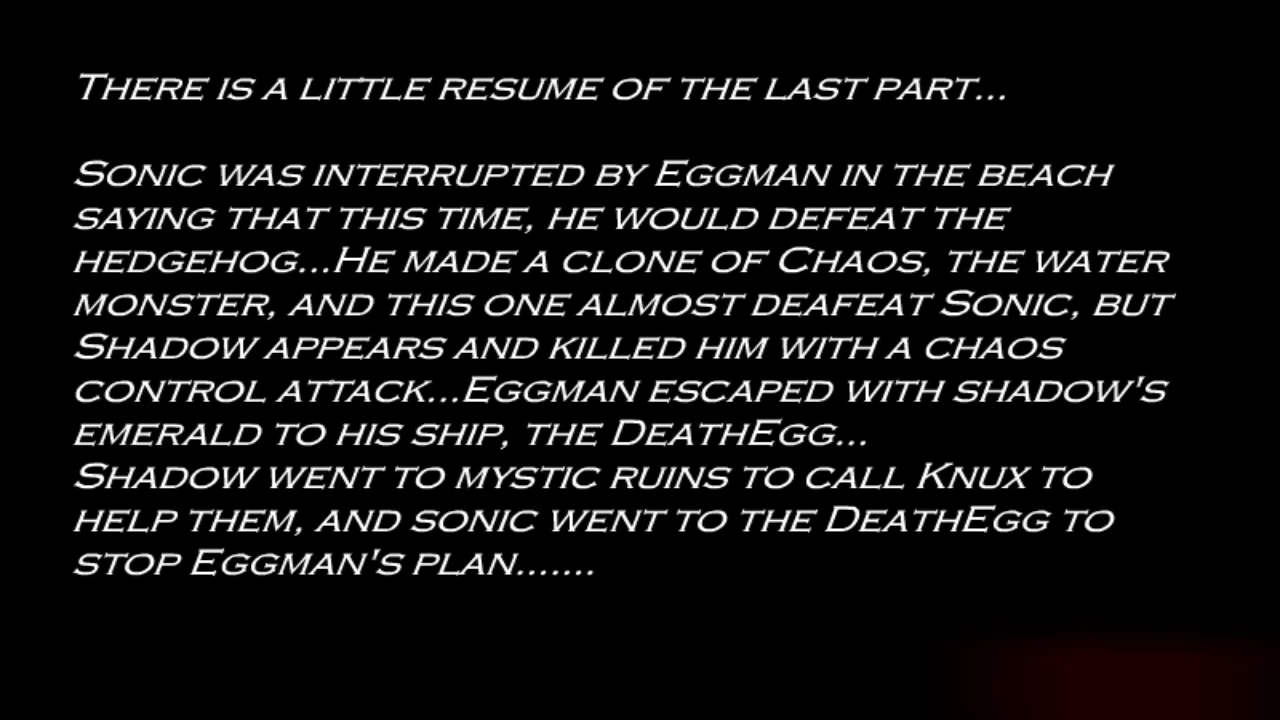 There is a little resume of the last part...
Sonic was interrupted by Eggman in the beach
saying that this time, he would defeat the
hedgehog...He made a clone of Chaos, the water
monster, and this one almost deafeat Sonic, but
Shadow appears and killed him with a chaos
control attack...Eggman escaped with shadow's
emerald to his ship, the DeathEgg...
Shadow went to mystic ruins to call Knux to
help them, and sonic went to the DeathEgg to
stop Eggman's plan.......